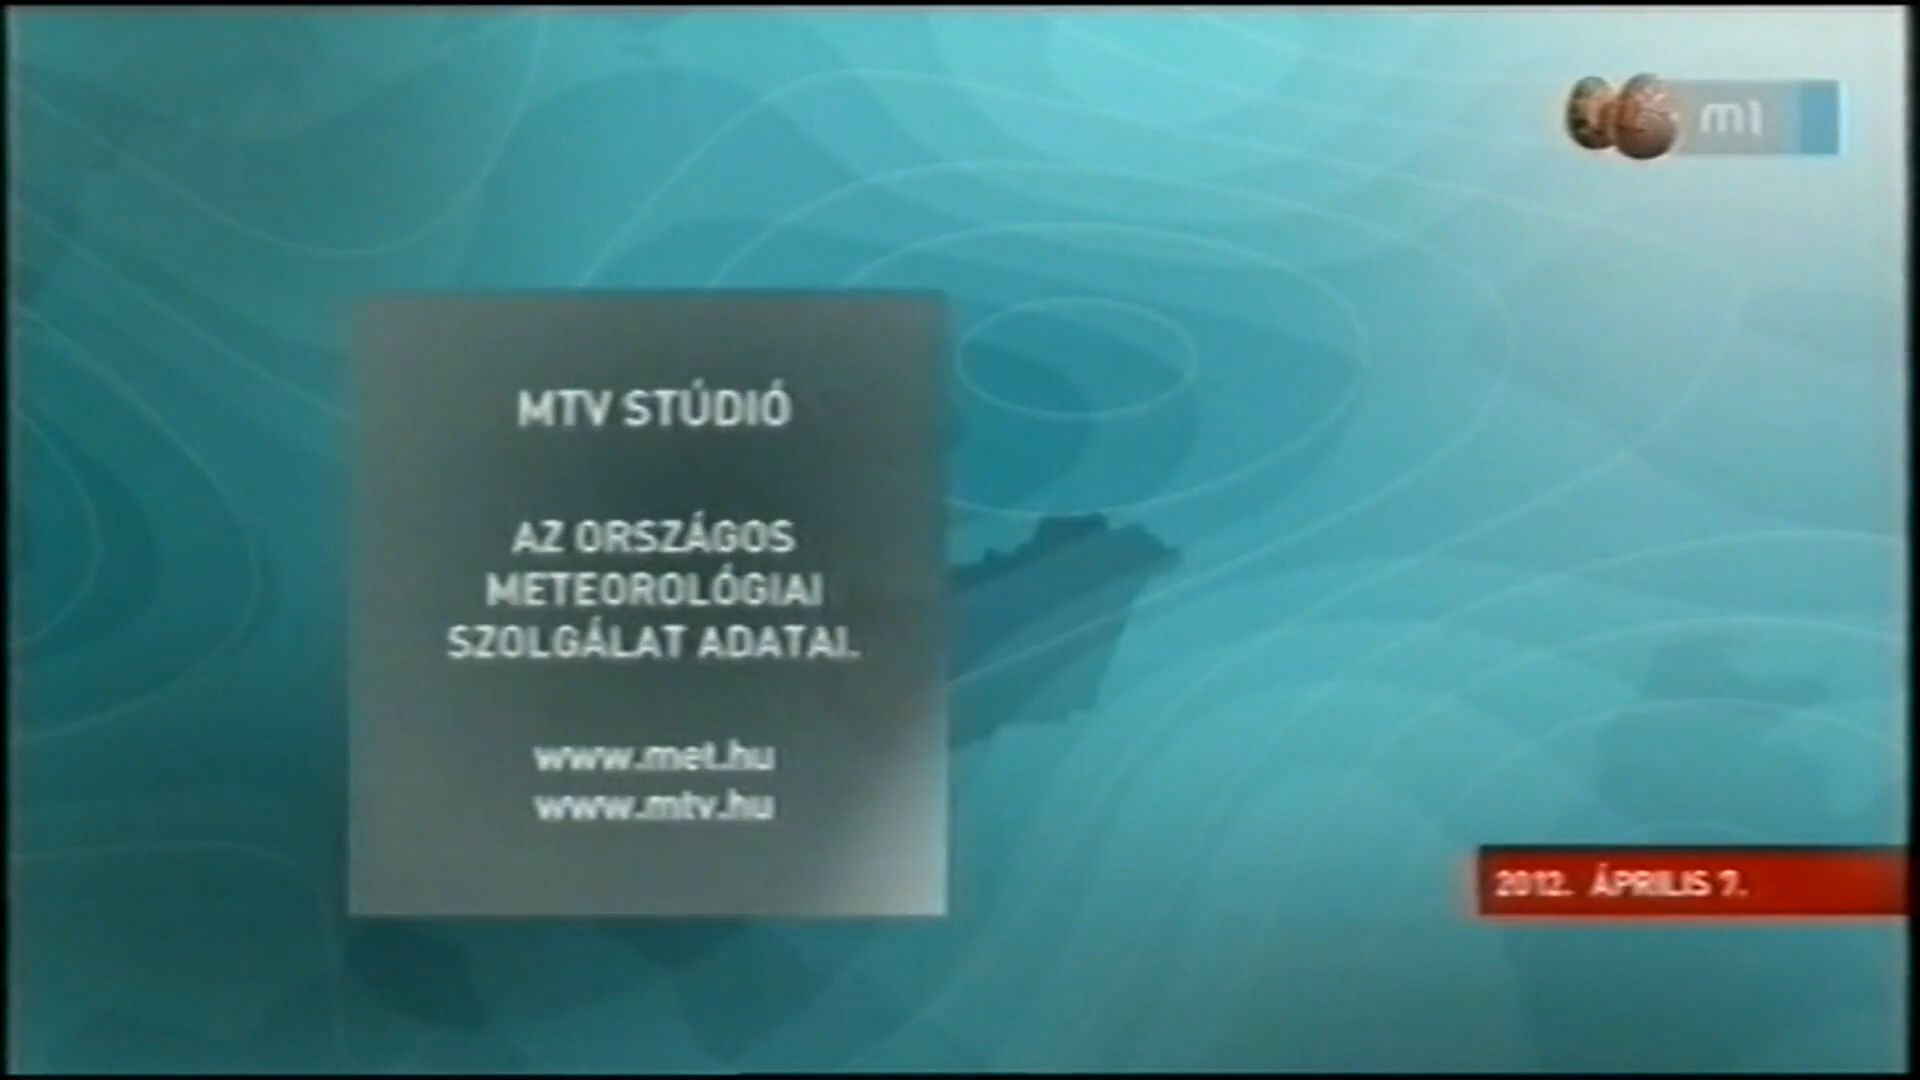 m1
MTV STÚDIÓ
AZ ORSZÁGOS
METEOROLÓGIAI
SZOLGÁLAT ADATAI.
www.met.hu
www.mtv.hu
2012. ÁPRILIS 7.